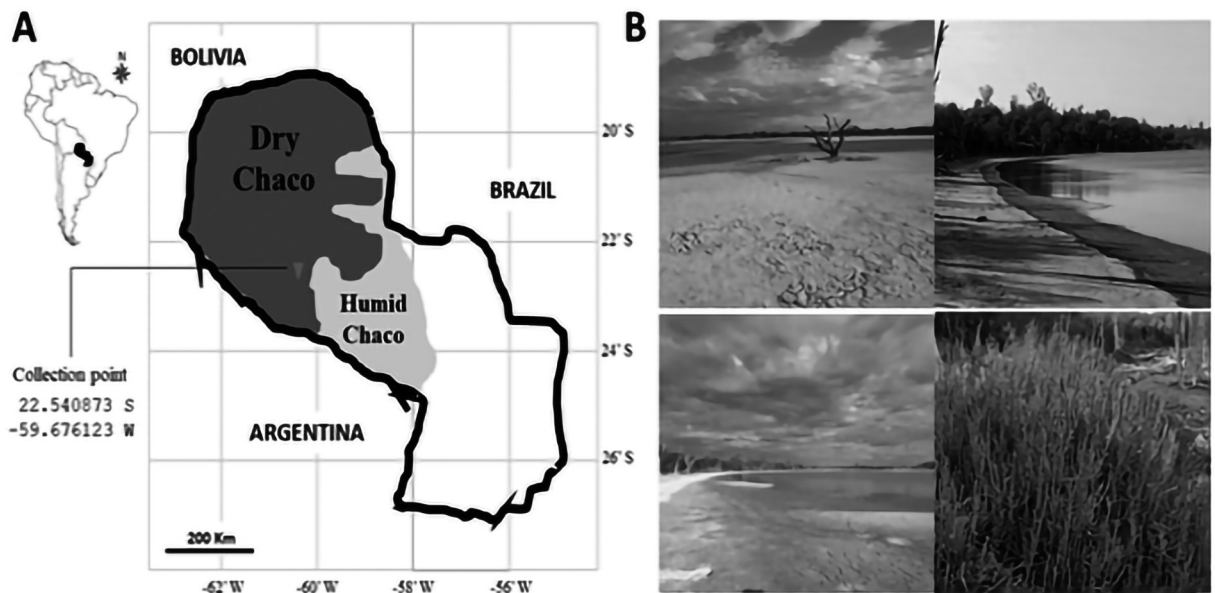 A
BOLIVIA
N
Dry
Chaco
20°S
BRAZIL
22°S
Humid
Chaco
24°S
Collection point
22.540873 S
-59.676123 W
ARGENTINA
26°S
200 Km
-62°W
-60°W
-58°W
-56°W
B